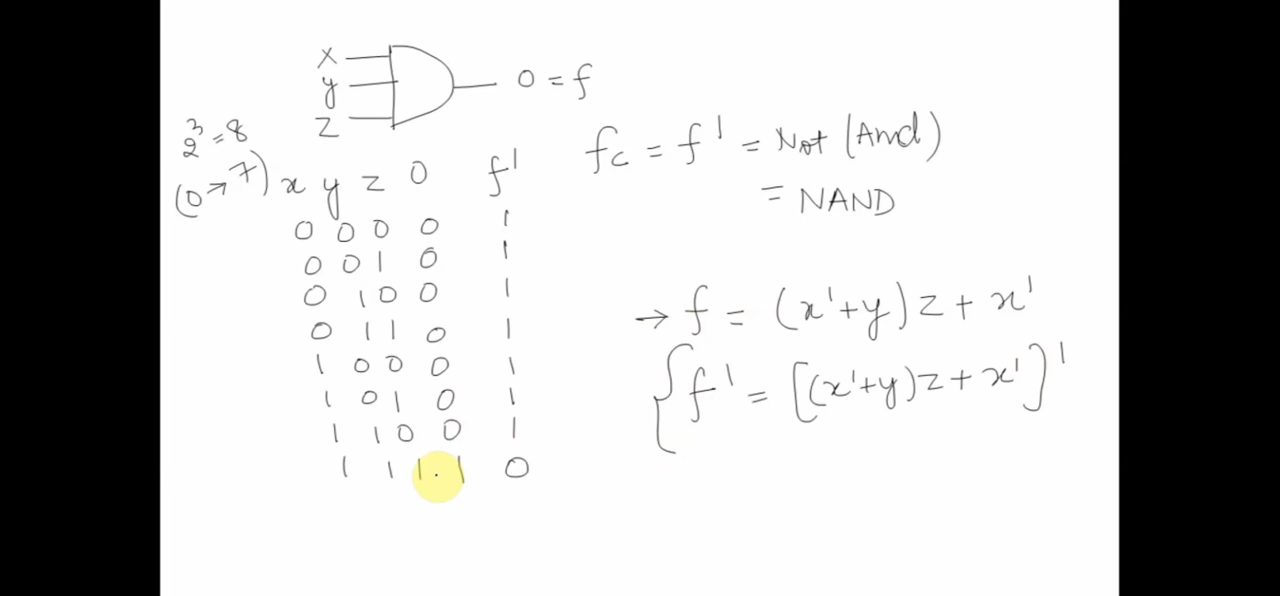 x
y
z
0 = f
2³ = 8
(0→7)
fc = f' = Not (And)
= NAND
x y z 0 f'
0 0 0 0 1
0 0 1 0 1
0 1 0 0 1
0 1 1 0 1
1 0 0 0 1
1 0 1 0 1
1 1 0 0 1
1 1 1 1 0
→ f = (x'+y)z + x'
{ f' = [(x'+y)z + x']'